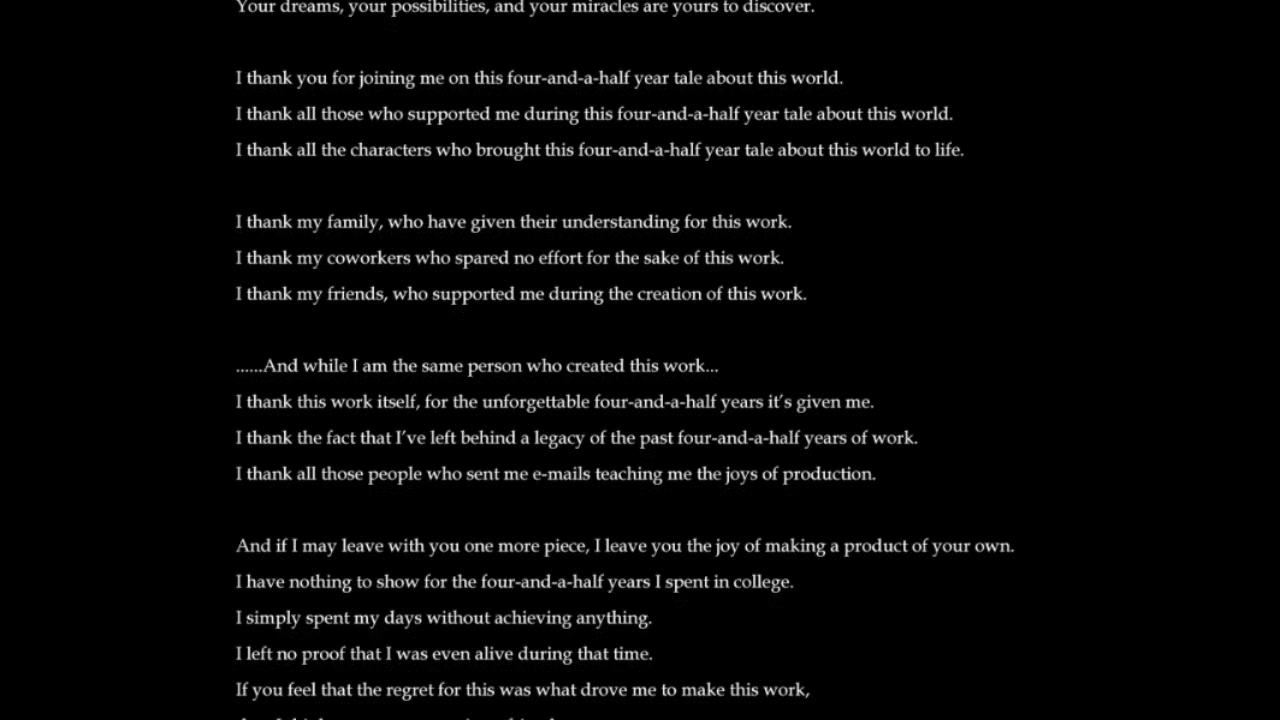 Your dreams, your possibilities, and your miracles are yours to discover.
I thank you for joining me on this four-and-a-half year tale about this world.
I thank all those who supported me during this four-and-a-half year tale about this world.
I thank all the characters who brought this four-and-a-half year tale about this world to life.
I thank my family, who have given their understanding for this work.
I thank my coworkers who spared no effort for the sake of this work.
I thank my friends, who supported me during the creation of this work.
......And while I am the same person who created this work...
I thank this work itself, for the unforgettable four-and-a-half years it’s given me.
I thank the fact that I’ve left behind a legacy of the past four-and-a-half years of work.
I thank all those people who sent me e-mails teaching me the joys of production.
And if I may leave with you one more piece, I leave you the joy of making a product of your own.
I have nothing to show for the four-and-a-half years I spent in college.
I simply spent my days without achieving anything.
I left no proof that I was even alive during that time.
If you feel that the regret for this was what drove me to make this work,